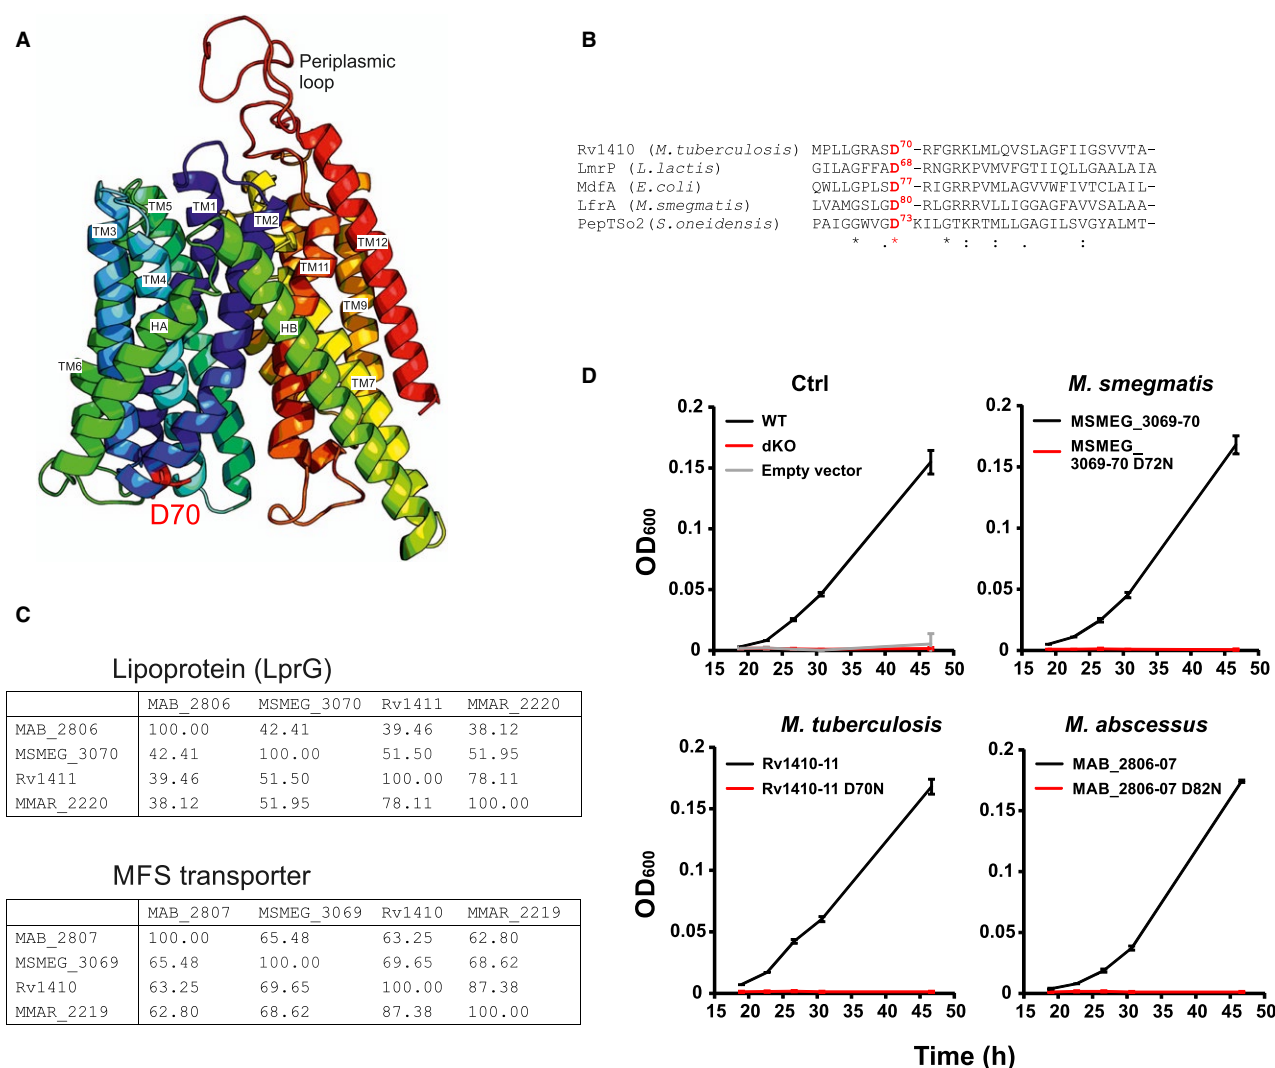 A
Periplasmic
loop
TM5
TM1
TM2
TM3
TM12
TM4
TM11
TM9
HA
HB
TM6
TM7
D70
B
Rv1410 (M.tuberculosis) MPLLGRASD70-RFGRKLMLQVSLAGFIIGSVVTA-
LmrP (L.lactis) GILAGFFAD68-RNGRKPVMVFGTIIQLLGAALAIA
MdfA (E.coli) QWLLGPLSD77-RIGRRPVMLAGVVWFIVTCLAIL-
LfrA (M.smegmatis) LVAMGSLGD80-RLGRRRVLLIGGAGFAVVSALAA-
PepTSo2(S.oneidensis) PAIGGWVGD73KILGTKRTMLLGAGILSVGYALMT-
* .* * : : . :
C
Lipoprotein (LprG)
MAB_2806 MSMEG_3070 Rv1411 MMAR_2220
MAB_2806 100.00 42.41 39.46 38.12
MSMEG_3070 42.41 100.00 51.50 51.95
Rv1411 39.46 51.50 100.00 78.11
MMAR_2220 38.12 51.95 78.11 100.00
MFS transporter
MAB_2807 MSMEG_3069 Rv1410 MMAR_2219
MAB_2807 100.00 65.48 63.25 62.80
MSMEG_3069 65.48 100.00 69.65 68.62
Rv1410 63.25 69.65 100.00 87.38
MMAR_2219 62.80 68.62 87.38 100.00
D
Ctrl
WT
dKO
Empty vector
OD600
0.2
0.15
0.1
0.05
0
15 20 25 30 35 40 45 50
M. smegmatis
MSMEG_3069-70
MSMEG_
3069-70 D72N
0.2
0.15
0.1
0.05
0
15 20 25 30 35 40 45 50
M. tuberculosis
Rv1410-11
Rv1410-11 D70N
OD600
0.2
0.15
0.1
0.05
0
15 20 25 30 35 40 45 50
M. abscessus
MAB_2806-07
MAB_2806-07 D82N
0.2
0.15
0.1
0.05
0
15 20 25 30 35 40 45 50
Time (h)